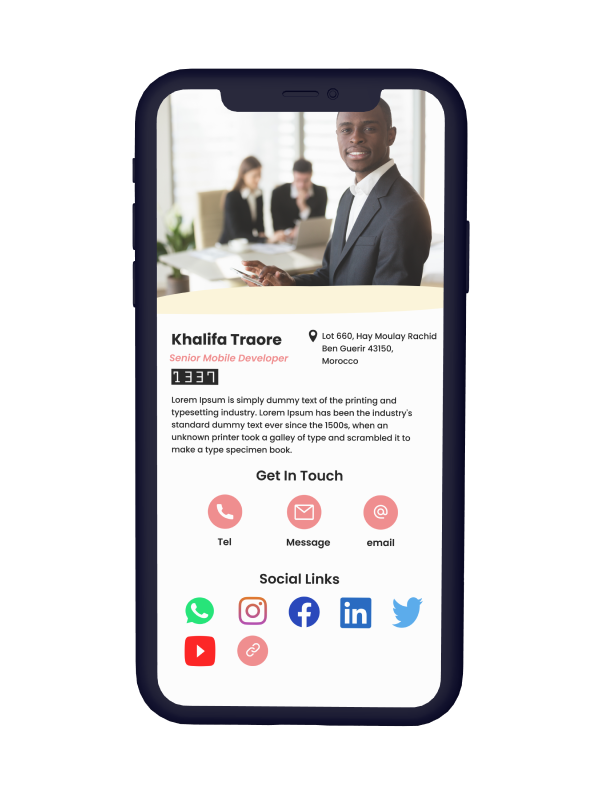 Khalifa Traore
Senior Mobile Developer
1337
Lot 660, Hay Moulay Rachid
Ben Guerir 43150,
Morocco
Lorem Ipsum is simply dummy text of the printing and
typesetting industry. Lorem Ipsum has been the industry's
standard dummy text ever since the 1500s, when an
unknown printer took a galley of type and scrambled it to
make a type specimen book.
Get In Touch
Tel
Message
email
Social Links
in